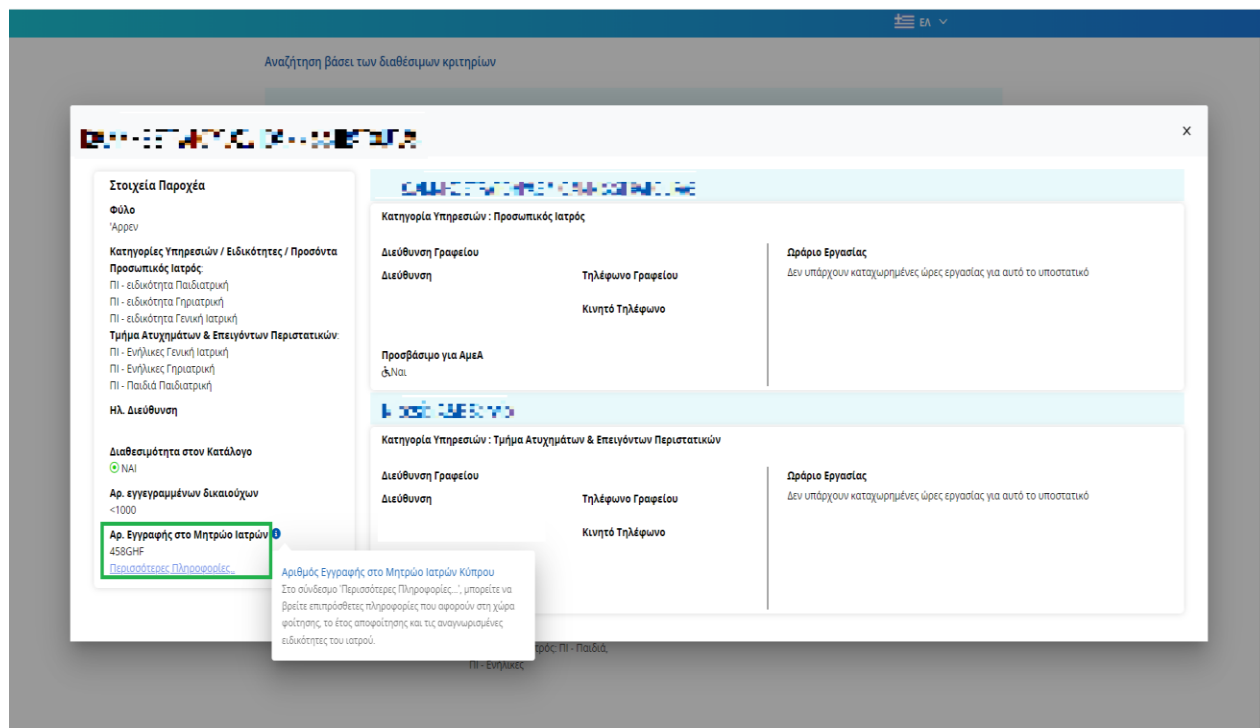 ΕΛ
Αναζήτηση βάσει των διαθέσιμων κριτηρίων
x
Στοιχεία Παροχέα
Φύλο
'Αρρεν
Κατηγορίες Υπηρεσιών / Ειδικότητες / Προσόντα
Προσωπικός Ιατρός:
ΠΙ - ειδικότητα Παιδιατρική
ΠΙ - ειδικότητα Γηριατρική
ΠΙ - ειδικότητα Γενική Ιατρική
Τμήμα Ατυχημάτων & Επειγόντων Περιστατικών:
ΠΙ - Ενήλικες Γενική Ιατρική
ΠΙ - Ενήλικες Γηριατρική
ΠΙ - Παιδιά Παιδιατρική
Ηλ. Διεύθυνση
Διαθεσιμότητα στον Κατάλογο
ΝΑΙ
Αρ. εγγεγραμμένων δικαιούχων
<1000
Αρ. Εγγραφής στο Μητρώο Ιατρών
458GHF
Περισσότερες Πληροφορίες..
Κατηγορία Υπηρεσιών : Προσωπικός Ιατρός
Διεύθυνση Γραφείου
Διεύθυνση
Τηλέφωνο Γραφείου
Κινητό Τηλέφωνο
Προσβάσιμο για ΑμεΑ
Ναι
Ωράριο Εργασίας
Δεν υπάρχουν καταχωρημένες ώρες εργασίας για αυτό το υποστατικό
Κατηγορία Υπηρεσιών : Τμήμα Ατυχημάτων & Επειγόντων Περιστατικών
Διεύθυνση Γραφείου
Διεύθυνση
Τηλέφωνο Γραφείου
Κινητό Τηλέφωνο
Ωράριο Εργασίας
Δεν υπάρχουν καταχωρημένες ώρες εργασίας για αυτό το υποστατικό
Αριθμός Εγγραφής στο Μητρώο Ιατρών Κύπρου
Στο σύνδεσμο 'Περισσότερες Πληροφορίες...', μπορείτε να
βρείτε επιπρόσθετες πληροφορίες που αφορούν στη χώρα
φοίτησης, το έτος αποφοίτησης και τις αναγνωρισμένες
ειδικότητες του ιατρού.
ΠΙ - Παιδιά,
ΠΙ - Ενήλικες